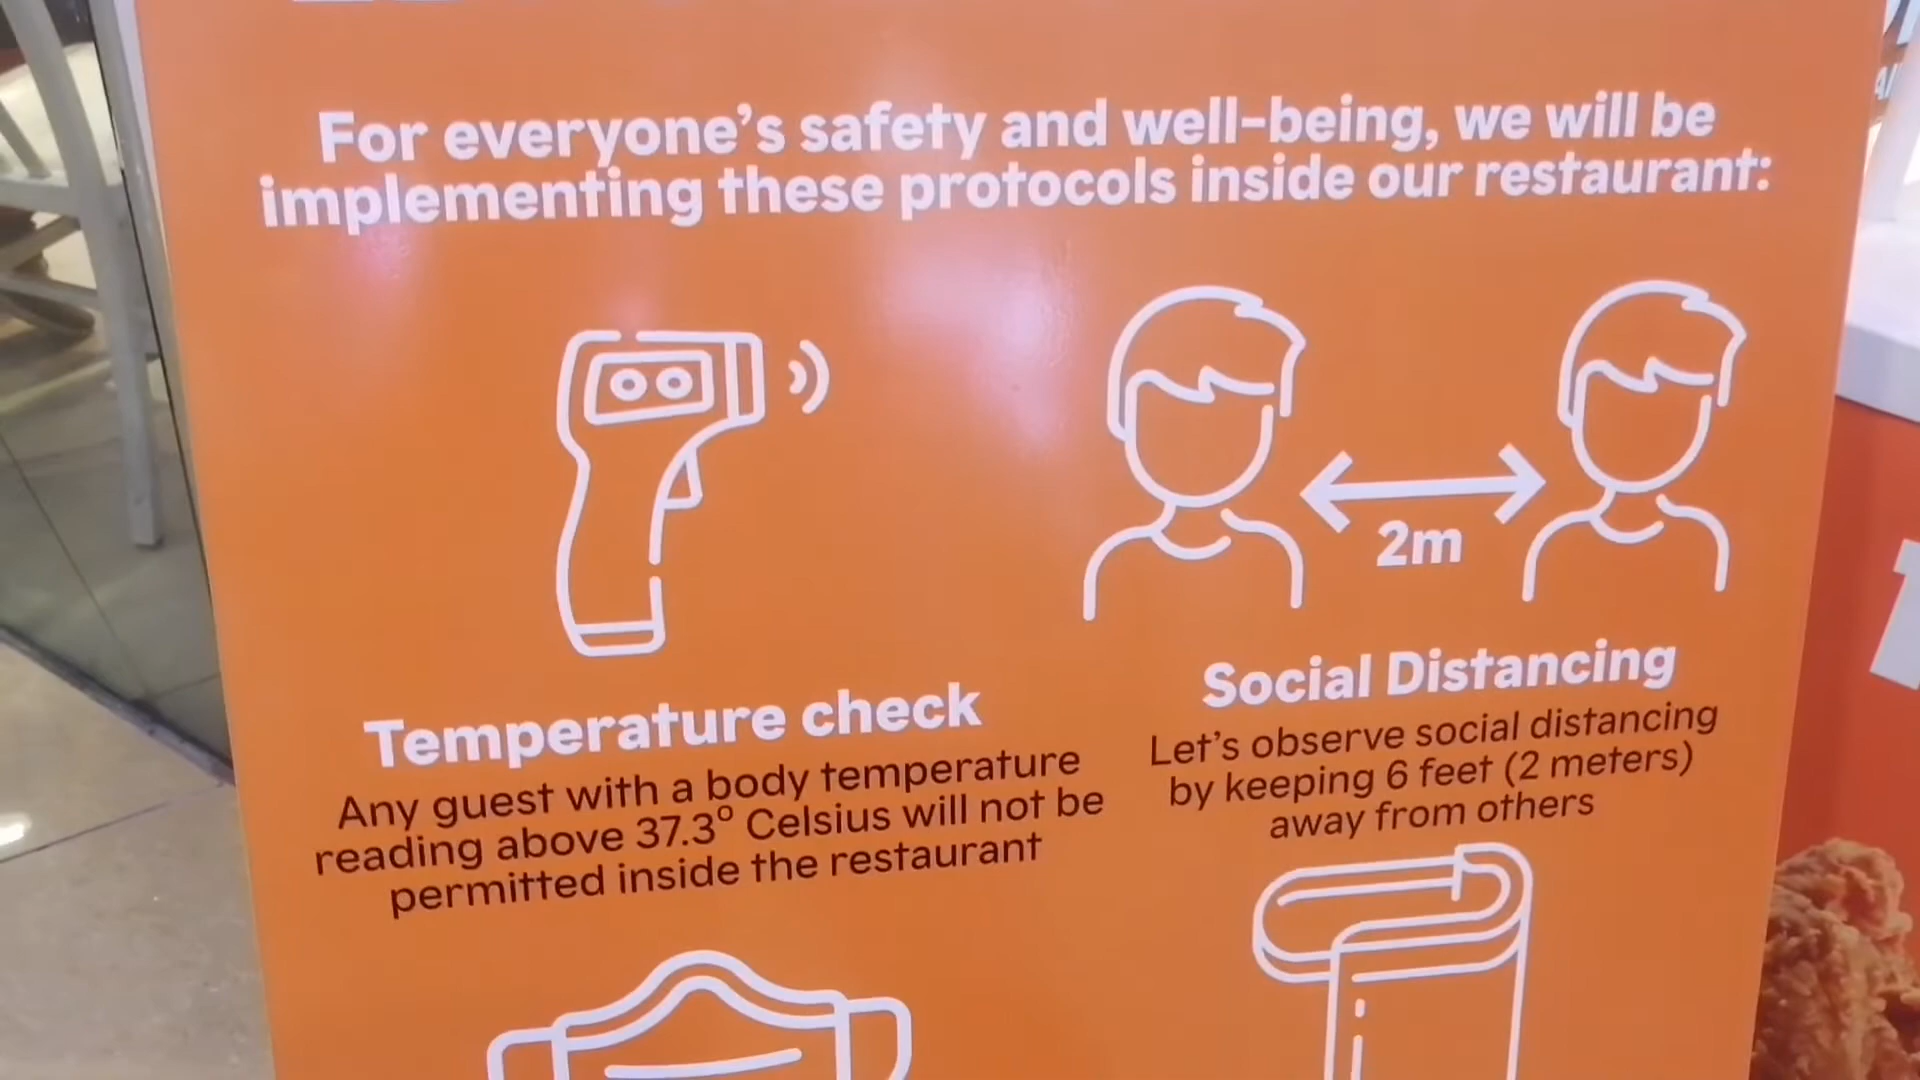 For everyone's safety and well-being, we will be
implementing these protocols inside our restaurant:
2m
Temperature check
Any guest with a body temperature
reading above 37.3° Celsius will not be
permitted inside the restaurant
Social Distancing
Let's observe social distancing
by keeping 6 feet (2 meters)
away from others